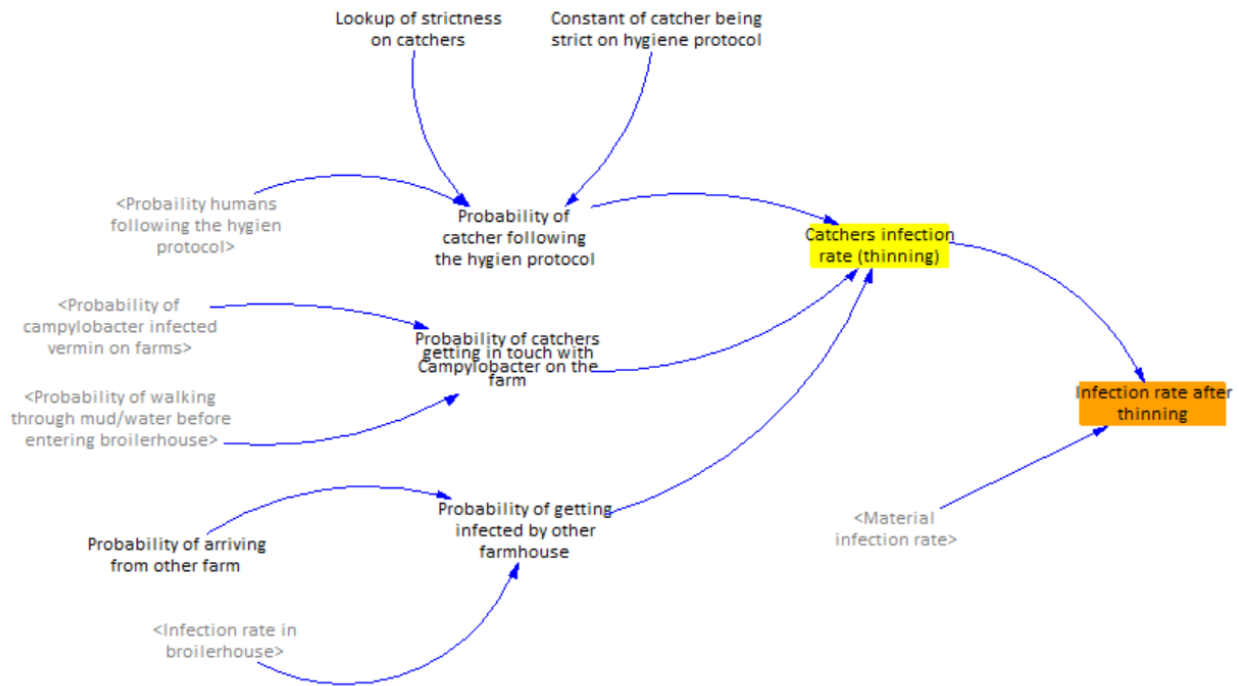 Lookup of strictness
on catchers
Constant of catcher being
strict on hygiene protocol
<Probaility humans
following the hygien
protocol>
Probability of
catcher following
the hygien protocol
Catchers infection
rate (thinning)
<Probability of
campylobacter infected
vermin on farms>
Probability of catchers
getting in touch with
Campylobacter on the
farm
<Probability of walking
through mud/water before
entering broilerhouse>
Infection rate after
thinning
Probability of getting
infected by other
farmhouse
<Material
infection rate>
Probability of arriving
from other farm
<Infection rate in
broilerhouse>